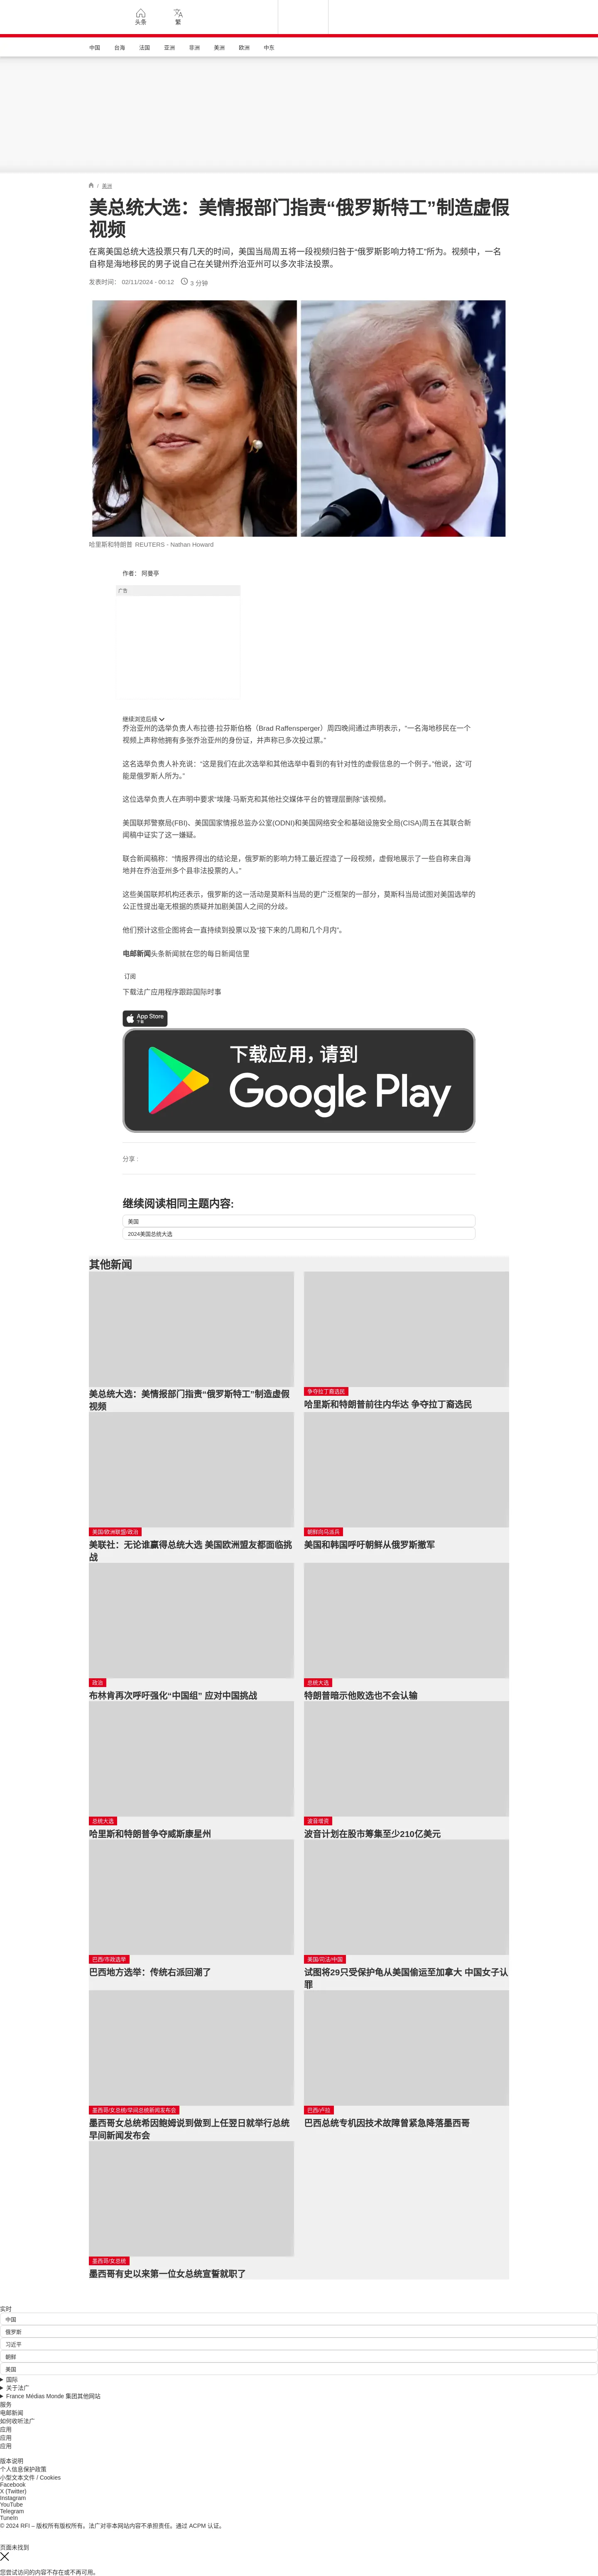 头条
繁
中国
台海
法国
亚洲
非洲
美洲
欧洲
中东
/ 美洲
美总统大选：美情报部门指责“俄罗斯特工”制造虚假
视频
在离美国总统大选投票只有几天的时间，美国当局周五将一段视频归咎于“俄罗斯影响力特工”所为。视频中，一名
自称是海地移民的男子说自己在关键州乔治亚州可以多次非法投票。
发表时间： 02/11/2024 - 00:12
3 分钟
哈里斯和特朗普 REUTERS - Nathan Howard
作者： 阿曼亭
广告
继续浏览后续
乔治亚州的选举负责人布拉德·拉芬斯伯格（Brad Raffensperger）周四晚间通过声明表示，“一名海地移民在一个
视频上声称他拥有多张乔治亚州的身份证，并声称已多次投过票。”
这名选举负责人补充说：“这是我们在此次选举和其他选举中看到的有针对性的虚假信息的一个例子。”他说，这“可
能是俄罗斯人所为。”
这位选举负责人在声明中要求“埃隆·马斯克和其他社交媒体平台的管理层删除”该视频。
美国联邦警察局(FBI)、美国国家情报总监办公室(ODNI)和美国网络安全和基础设施安全局(CISA)周五在其联合新
闻稿中证实了这一嫌疑。
联合新闻稿称：“情报界得出的结论是，俄罗斯的影响力特工最近捏造了一段视频，虚假地展示了一些自称来自海
地并在乔治亚州多个县非法投票的人。”
这些美国联邦机构还表示，俄罗斯的这一活动是莫斯科当局的更广泛框架的一部分，莫斯科当局试图对美国选举的
公正性提出毫无根据的质疑并加剧美国人之间的分歧。
他们预计这些企图将会一直持续到投票以及“接下来的几周和几个月内”。
电邮新闻头条新闻就在您的每日新闻信里
订阅
下载法广应用程序跟踪国际时事
App Store
下载
下载应用，请到
Google Play
分享 :
继续阅读相同主题内容:
美国
2024美国总统大选
其他新闻
美总统大选：美情报部门指责“俄罗斯特工”制造虚假
视频
争夺拉丁裔选民
哈里斯和特朗普前往内华达 争夺拉丁裔选民
美国/欧洲联盟/政治
美联社：无论谁赢得总统大选 美国欧洲盟友都面临挑
战
朝鲜向乌派兵
美国和韩国呼吁朝鲜从俄罗斯撤军
政治
布林肯再次呼吁强化“中国组” 应对中国挑战
总统大选
特朗普暗示他败选也不会认输
总统大选
哈里斯和特朗普争夺威斯康星州
波音增资
波音计划在股市筹集至少210亿美元
巴西/市政选举
巴西地方选举：传统右派回潮了
美国/司法/中国
试图将29只受保护龟从美国偷运至加拿大 中国女子认
罪
墨西哥/女总统/早间总统新闻发布会
墨西哥女总统希因鲍姆说到做到上任翌日就举行总统
早间新闻发布会
巴西/卢拉
巴西总统专机因技术故障曾紧急降落墨西哥
墨西哥/女总统
墨西哥有史以来第一位女总统宣誓就职了
实时
中国
俄罗斯
习近平
朝鲜
美国
国际
关于法广
France Médias Monde 集团其他网站
服务
电邮新闻
如何收听法广
应用
应用
应用
版本说明
个人信息保护政策
小型文本文件 / Cookies
Facebook
X (Twitter)
Instagram
YouTube
Telegram
TuneIn
© 2024 RFI – 版权所有版权所有。法广对非本网站内容不承担责任。通过 ACPM 认证。
页面未找到
您尝试访问的内容不存在或不再可用。